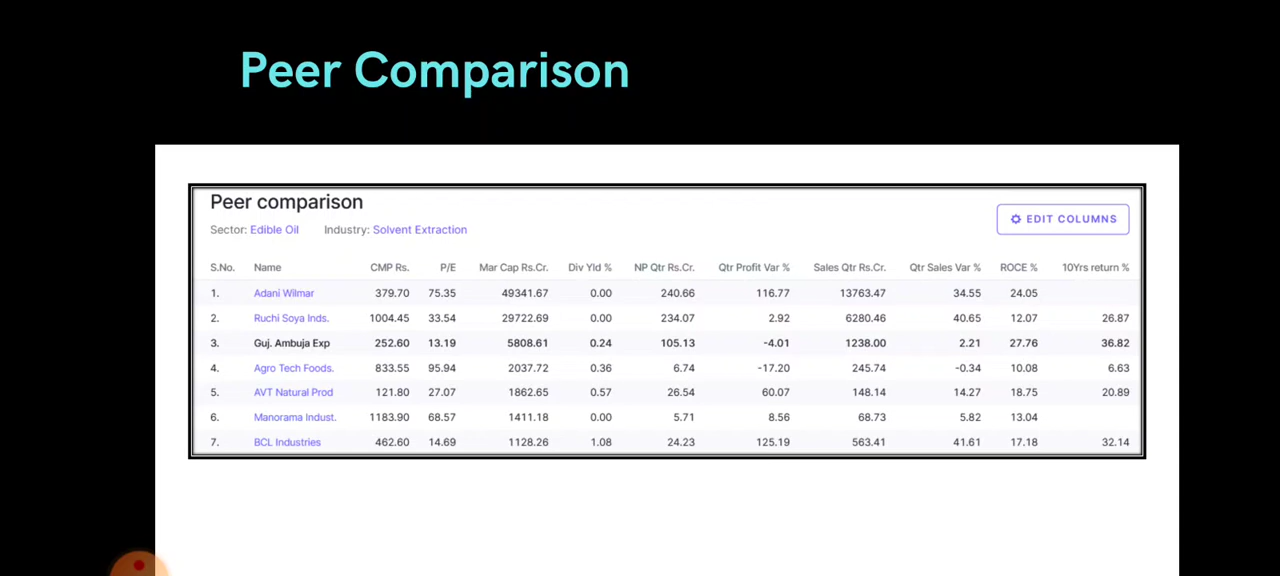 Peer Comparison
Peer comparison
Sector: Edible Oil Industry: Solvent Extraction
EDIT COLUMNS
S.No. Name CMP Rs. P/E Mar Cap Rs.Cr. Div Yld % NP Qtr Rs.Cr. Qtr Profit Var % Sales Qtr Rs.Cr. Qtr Sales Var % ROCE % 10Yrs return %
1. Adani Wilmar 379.70 75.35 49341.67 0.00 240.66 116.77 13763.47 34.55 24.05
2. Ruchi Soya Inds. 1004.45 33.54 29722.69 0.00 234.07 2.92 6280.46 40.65 12.07 26.87
3. Guj. Ambuja Exp 252.60 13.19 5808.61 0.24 105.13 -4.01 1238.00 2.21 27.76 36.82
4. Agro Tech Foods. 833.55 95.94 2037.72 0.36 6.74 -17.20 245.74 -0.34 10.08 6.63
5. AVT Natural Prod 121.80 27.07 1862.65 0.57 26.54 60.07 148.14 14.27 18.75 20.89
6. Manorama Indust. 1183.90 68.57 1411.18 0.00 5.71 8.56 68.73 5.82 13.04
7. BCL Industries 462.60 14.69 1128.26 1.08 24.23 125.19 563.41 41.61 17.18 32.14